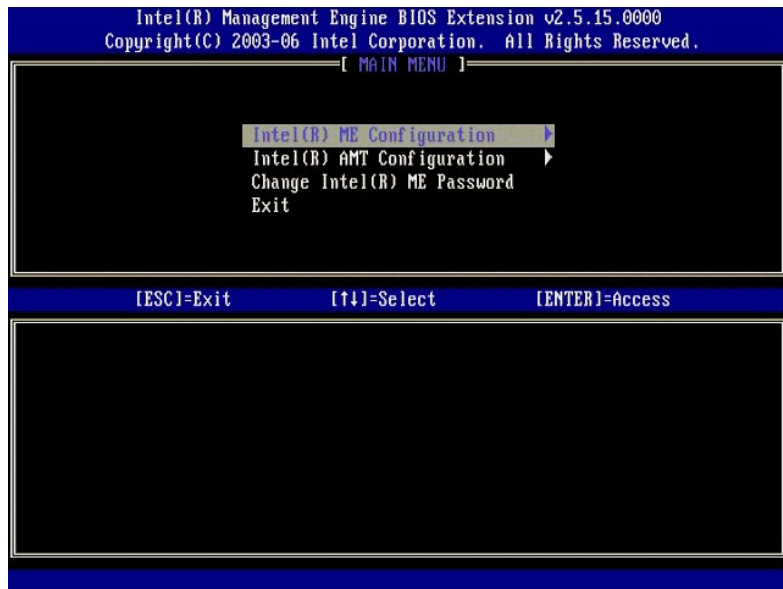 Intel(R) Management Engine BIOS Extension v2.5.15.0000
Copyright(C) 2003-06 Intel Corporation. All Rights Reserved.
[ MAIN MENU ]
Intel(R) ME Configuration ►
Intel(R) AMT Configuration ►
Change Intel(R) ME Password
Exit
[ESC]=Exit [↑↓]=Select [ENTER]=Access